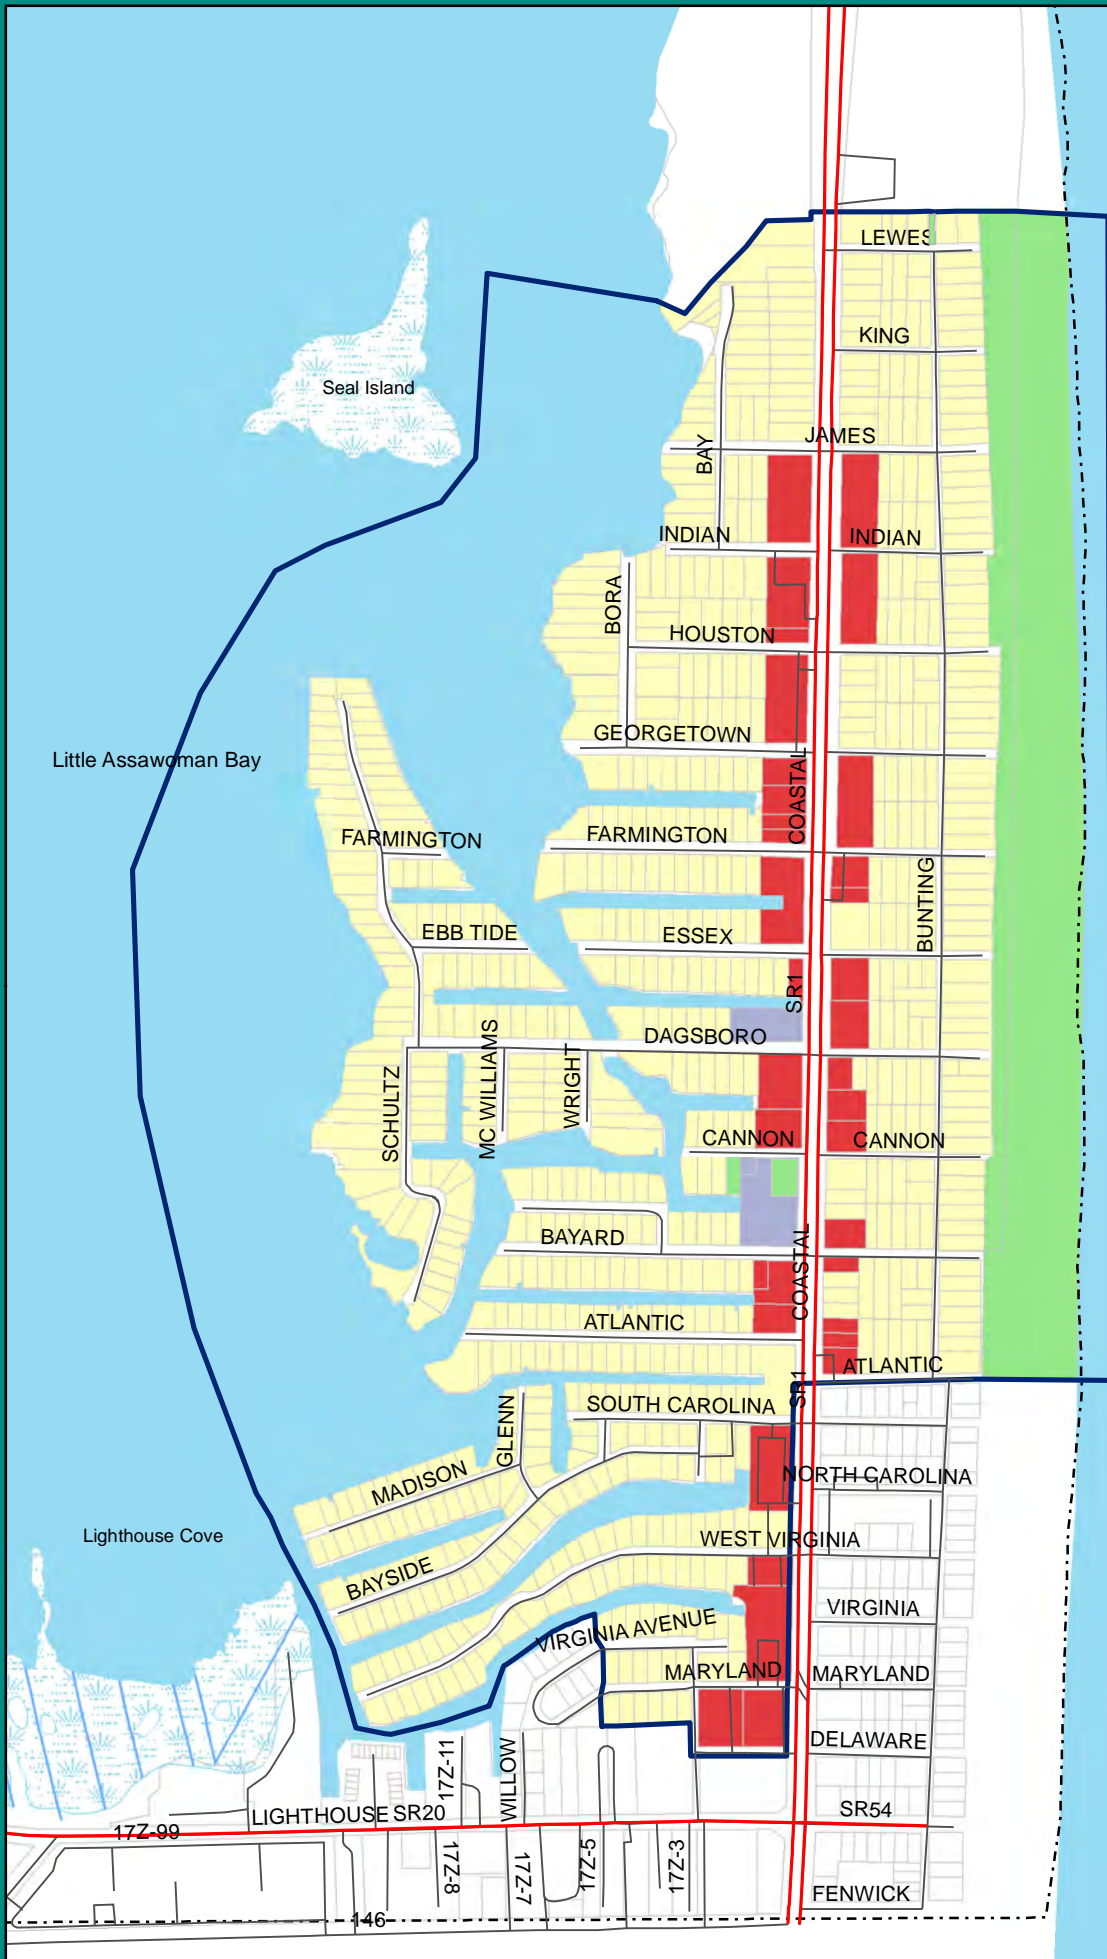 LEWES
KING
Seal Island
JAMES
BAY
INDIAN
INDIAN
BORA
HOUSTON
GEORGETOWN
Little Assawoman Bay
COASTAL
FARMINGTON
FARMINGTON
BUNTING
EBB TIDE
ESSEX
SR1
DAGSBORO
MC WILLIAMS
WRIGHT
SCHULTZ
CANNON
CANNON
BAYARD
COASTAL
ATLANTIC
ATLANTIC
SR1
SOUTH CAROLINA
GLENN
MADISON
NORTH CAROLINA
Lighthouse Cove
WEST VIRGINIA
BAYSIDE
VIRGINIA
VIRGINIA AVENUE
MARYLAND
MARYLAND
DELAWARE
17Z-11
WILLOW
SR54
LIGHTHOUSE SR20
17Z-99
17Z-8
17Z-7
17Z-5
17Z-3
FENWICK
146